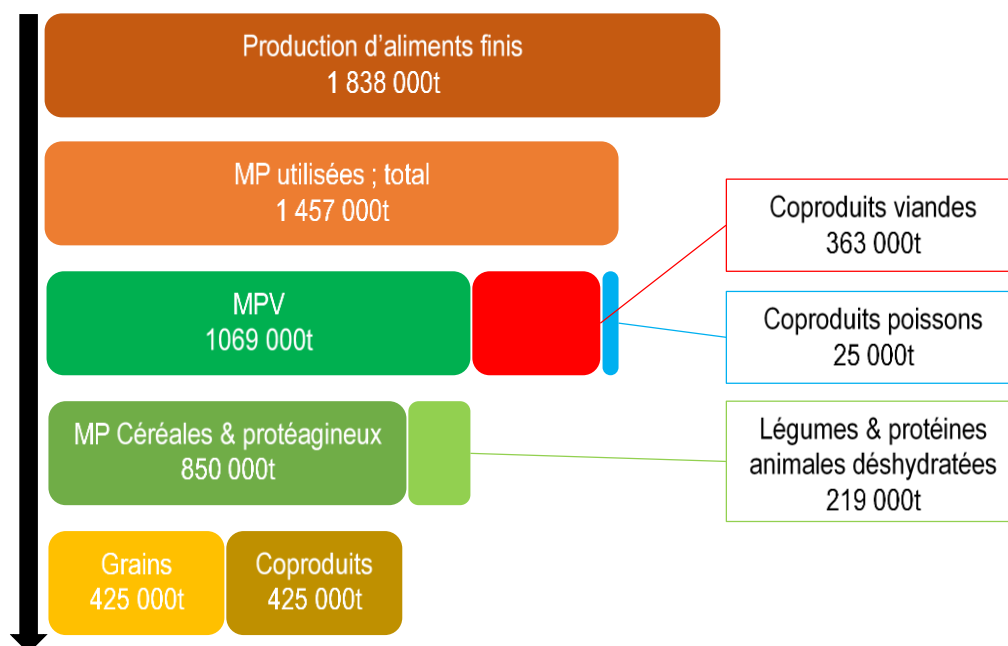 Production d’aliments finis
1 838 000t
MP utilisées ; total
1 457 000t
Coproduits viandes
363 000t
MPV
1069 000t
Coproduits poissons
25 000t
MP Céréales & protéagineux
850 000t
Légumes & protéines
animales déshydratées
219 000t
Grains
425 000t
Coproduits
425 000t